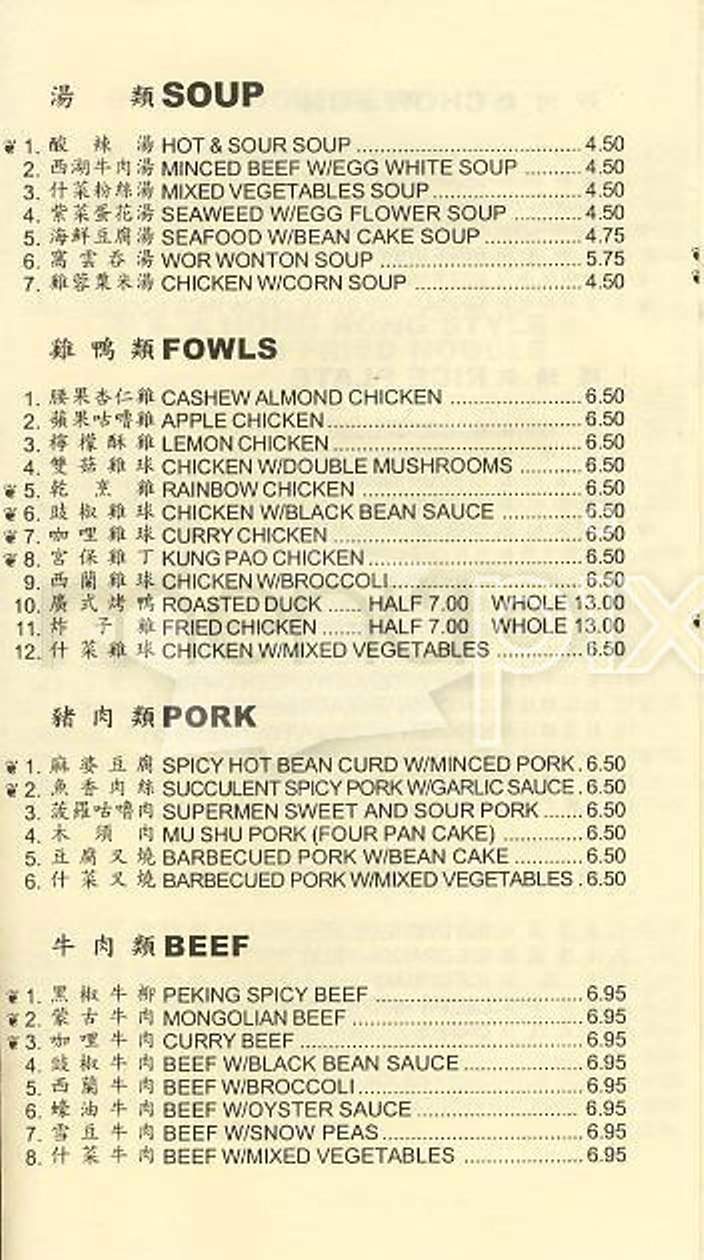 湯 類 SOUP
1. 酸辣湯 HOT & SOUR SOUP 4.50
2. 西湖牛肉湯 MINCED BEEF W/EGG WHITE SOUP 4.50
3. 什菜粉絲湯 MIXED VEGETABLES SOUP 4.50
4. 紫菜蛋花湯 SEAWEED W/EGG FLOWER SOUP 4.50
5. 海鮮豆腐湯 SEAFOOD W/BEAN CAKE SOUP 4.75
6. 窩雲吞湯 WOR WONTON SOUP 5.75
7. 雞蓉粟米湯 CHICKEN W/CORN SOUP 4.50
雞鴨類 FOWLS
1. 腰果杏仁雞 CASHEW ALMOND CHICKEN 6.50
2. 蘋果咕嚕雞 APPLE CHICKEN 6.50
3. 檸檬酥雞 LEMON CHICKEN 6.50
4. 雙菇雞球 CHICKEN W/DOUBLE MUSHROOMS 6.50
5. 乾烹雞 RAINBOW CHICKEN 6.50
6. 豉椒雞球 CHICKEN W/BLACK BEAN SAUCE 6.50
7. 咖哩雞球 CURRY CHICKEN 6.50
8. 宮保雞丁 KUNG PAO CHICKEN 6.50
9. 西蘭雞球 CHICKEN W/BROCCOLI 6.50
10. 廣式烤鴨 ROASTED DUCK ...... HALF 7.00 WHOLE 13.00
11. 炸子雞 FRIED CHICKEN ....... HALF 7.00 WHOLE 13.00
12. 什菜雞球 CHICKEN W/MIXED VEGETABLES 6.50
豬肉類 PORK
1. 麻婆豆腐 SPICY HOT BEAN CURD W/MINCED PORK . 6.50
2. 魚香肉絲 SUCCULENT SPICY PORK W/GARLIC SAUCE . 6.50
3. 菠羅咕嚕肉 SUPERMEN SWEET AND SOUR PORK ....... 6.50
4. 木須肉 MU SHU PORK (FOUR PAN CAKE) 6.50
5. 豆腐叉燒 BARBECUED PORK W/BEAN CAKE 6.50
6. 什菜叉燒 BARBECUED PORK W/MIXED VEGETABLES . 6.50
牛肉類 BEEF
1. 黑椒牛柳 PEKING SPICY BEEF 6.95
2. 蒙古牛肉 MONGOLIAN BEEF 6.95
3. 咖哩牛肉 CURRY BEEF 6.95
4. 豉椒牛肉 BEEF W/BLACK BEAN SAUCE 6.95
5. 西蘭牛肉 BEEF W/BROCCOLI 6.95
6. 蠔油牛肉 BEEF W/OYSTER SAUCE 6.95
7. 雪豆牛肉 BEEF W/SNOW PEAS 6.95
8. 什菜牛肉 BEEF W/MIXED VEGETABLES 6.95